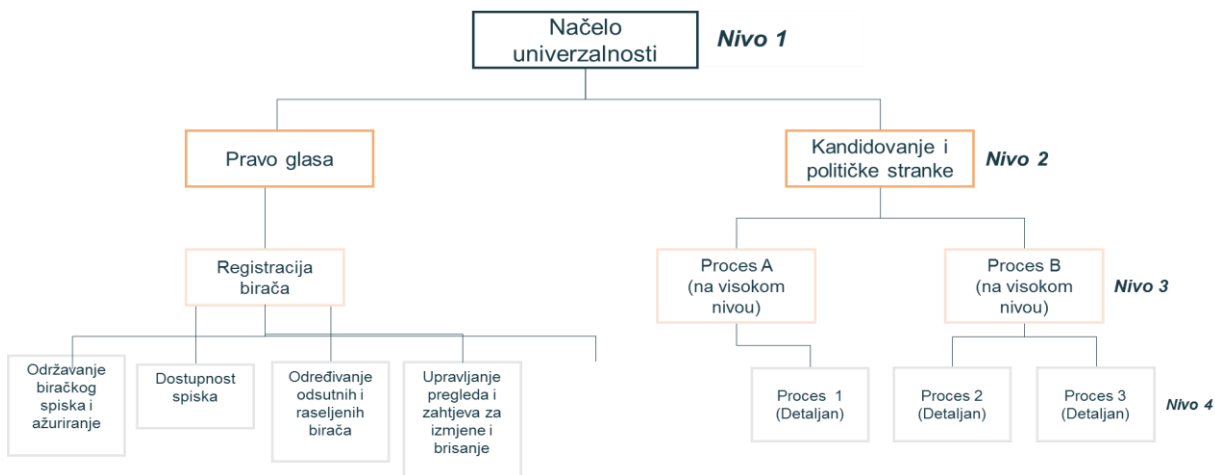 Načelo
univerzalnosti
Nivo 1
Pravo glasa
Kandidovanje i
političke stranke
Nivo 2
Registracija
birača
Proces A
(na visokom
nivou)
Proces B
(na visokom
nivou)
Nivo 3
Održavanje
biračkog
spiska i
ažuriranje
Dostupnost
spiska
Određivanje
odsutnih i
raseljenih
birača
Upravljanje
pregleda i
zahtjeva za
izmjene i
brisanje
Proces 1
(Detaljan)
Proces 2
(Detaljan)
Proces 3
(Detaljan)
Nivo 4